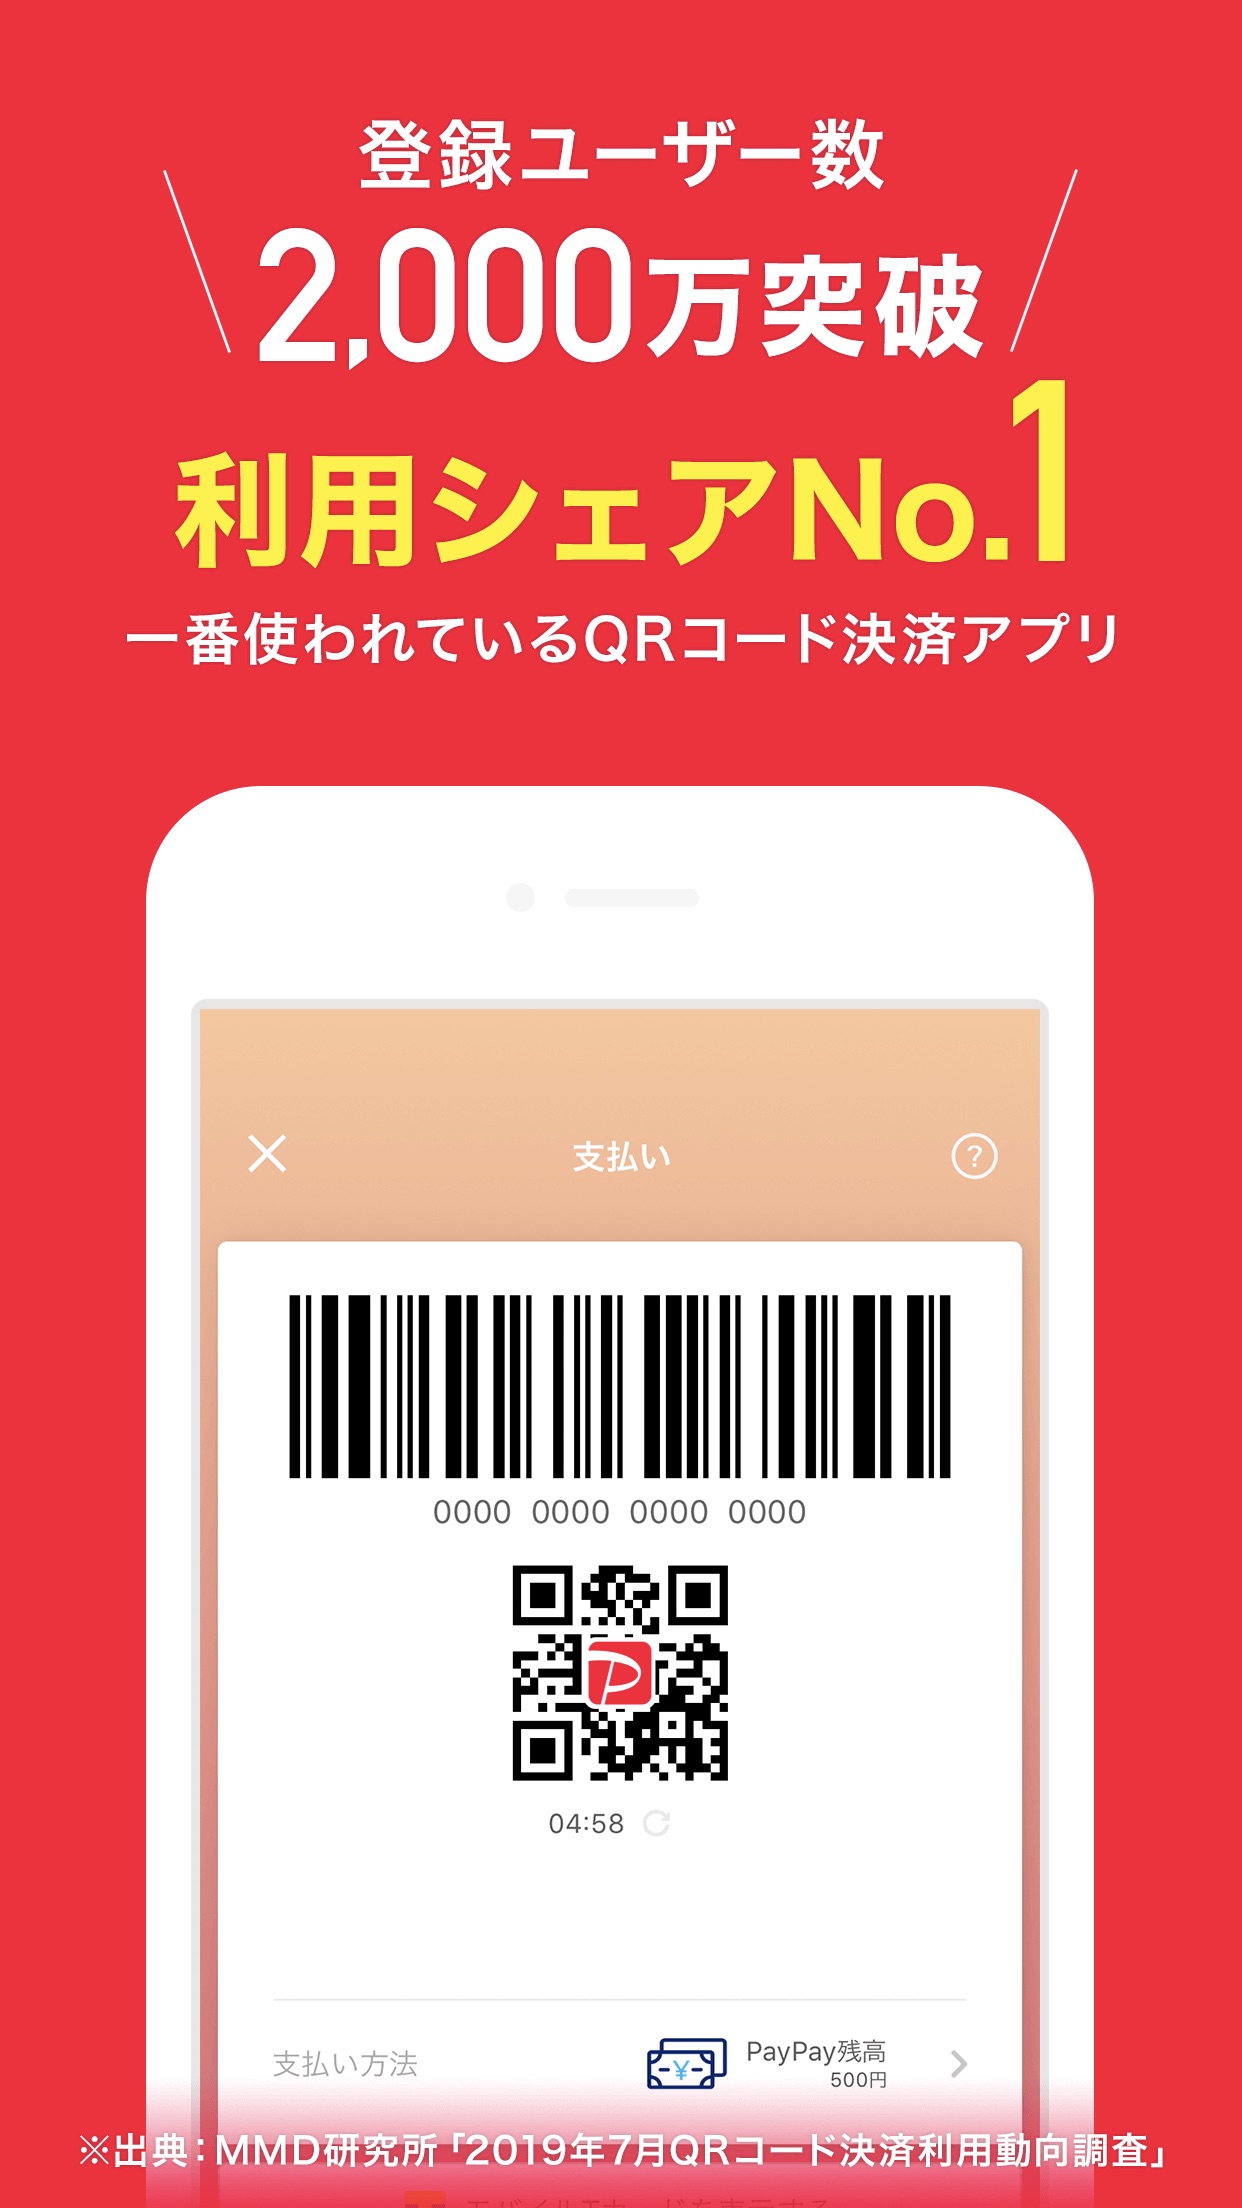 登録ユーザー数
2,000万突破
利用シェアNo.1
一番使われているQRコード決済アプリ
支払い
0000 0000 0000 0000
04:58
支払い方法
PayPay残高
500円
※出典：MMD研究所「2019年7月QRコード決済利用動向調査」